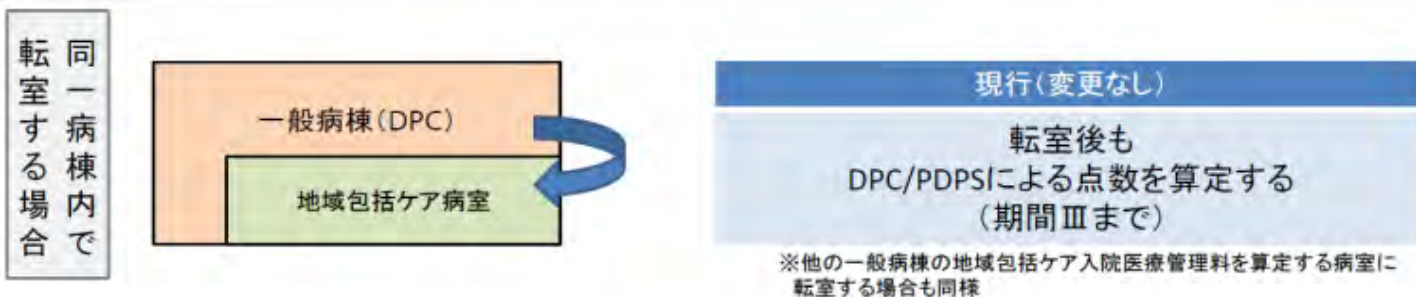 同一病棟内で
転室する場合
一般病棟(DPC)
地域包括ケア病室
現行(変更なし)
転室後も
DPC/PDPSによる点数を算定する
(期間Ⅲまで)
※他の一般病棟の地域包括ケア入院医療管理料を算定する病室に
転室する場合も同様